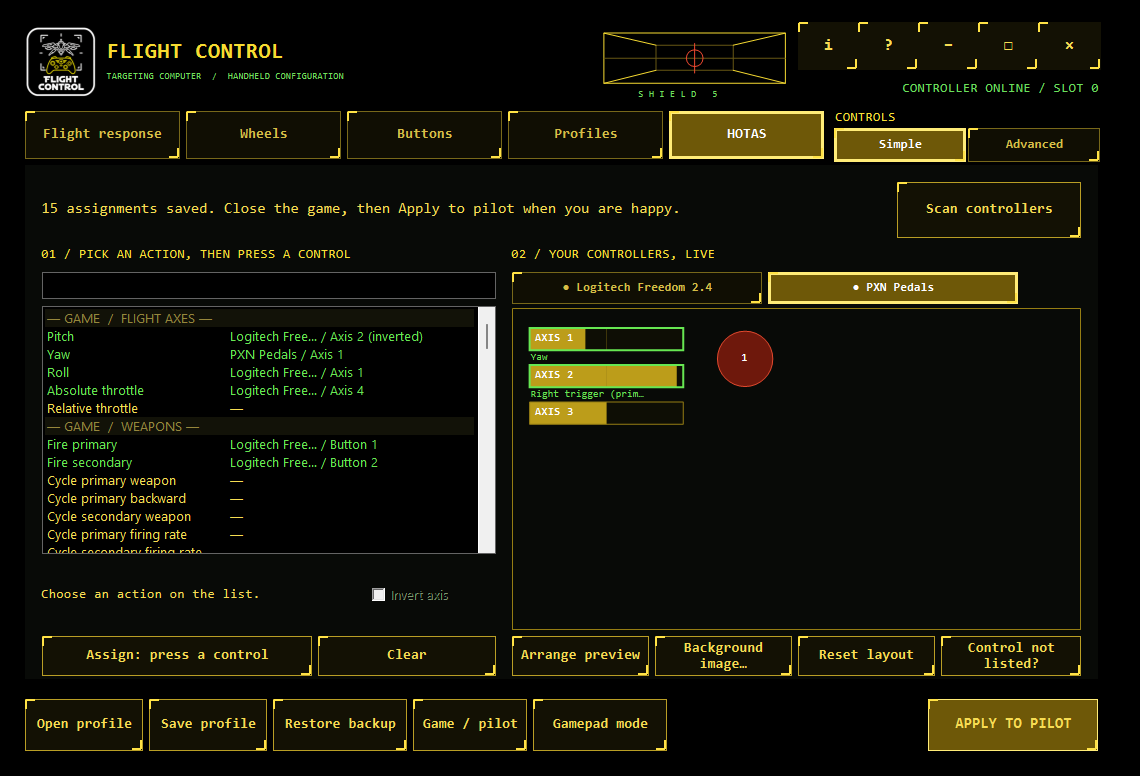 FLIGHT CONTROL
FLIGHT CONTROL
TARGETING COMPUTER / HANDHELD CONFIGURATION
SHIELD 5
i ? − □ ×
CONTROLLER ONLINE / SLOT 0
Flight response
Wheels
Buttons
Profiles
HOTAS
CONTROLS
Simple
Advanced
15 assignments saved. Close the game, then Apply to pilot when you are happy.
Scan controllers
01 / PICK AN ACTION, THEN PRESS A CONTROL
— GAME / FLIGHT AXES —
Pitch Logitech Free... / Axis 2 (inverted)
Yaw PXN Pedals / Axis 1
Roll Logitech Free... / Axis 1
Absolute throttle Logitech Free... / Axis 4
Relative throttle —
— GAME / WEAPONS —
Fire primary Logitech Free... / Button 1
Fire secondary Logitech Free... / Button 2
Cycle primary weapon —
Cycle primary backward —
Cycle secondary weapon —
Cycle primary firing rate —
Cycle secondary firing rate
Choose an action on the list.
Invert axis
Assign: press a control
Clear
02 / YOUR CONTROLLERS, LIVE
● Logitech Freedom 2.4
● PXN Pedals
AXIS 1
Yaw
AXIS 2
Right trigger (prim…
AXIS 3
1
Arrange preview
Background image…
Reset layout
Control not listed?
Open profile
Save profile
Restore backup
Game / pilot
Gamepad mode
APPLY TO PILOT